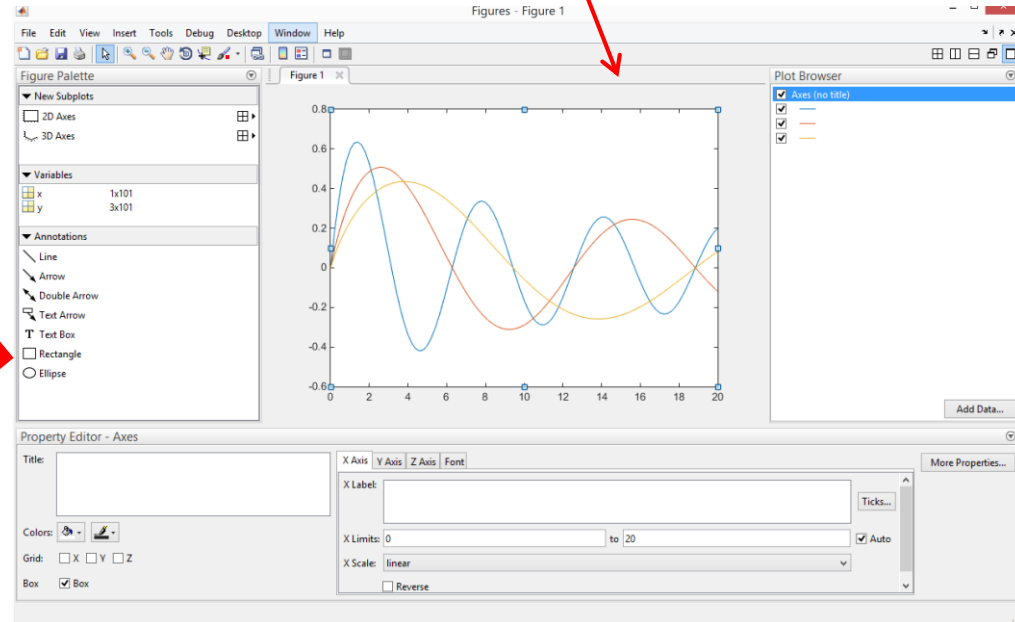 Figures - Figure 1
File Edit View Insert Tools Debug Desktop Window Help
Figure Palette
Figure 1
Plot Browser
New Subplots
2D Axes
3D Axes
Variables
x 1x101
y 3x101
Annotations
Line
Arrow
Double Arrow
Text Arrow
T Text Box
Rectangle
Ellipse
0.8
0.6
0.4
0.2
0
-0.2
-0.4
-0.6
0 2 4 6 8 10 12 14 16 18 20
Axes (no title)
Add Data...
Property Editor - Axes
Title:
Colors:
Grid: X Y Z
Box Box
X Axis Y Axis Z Axis Font
X Label:
Ticks...
X Limits: 0 to 20 Auto
X Scale: linear
Reverse
More Properties...